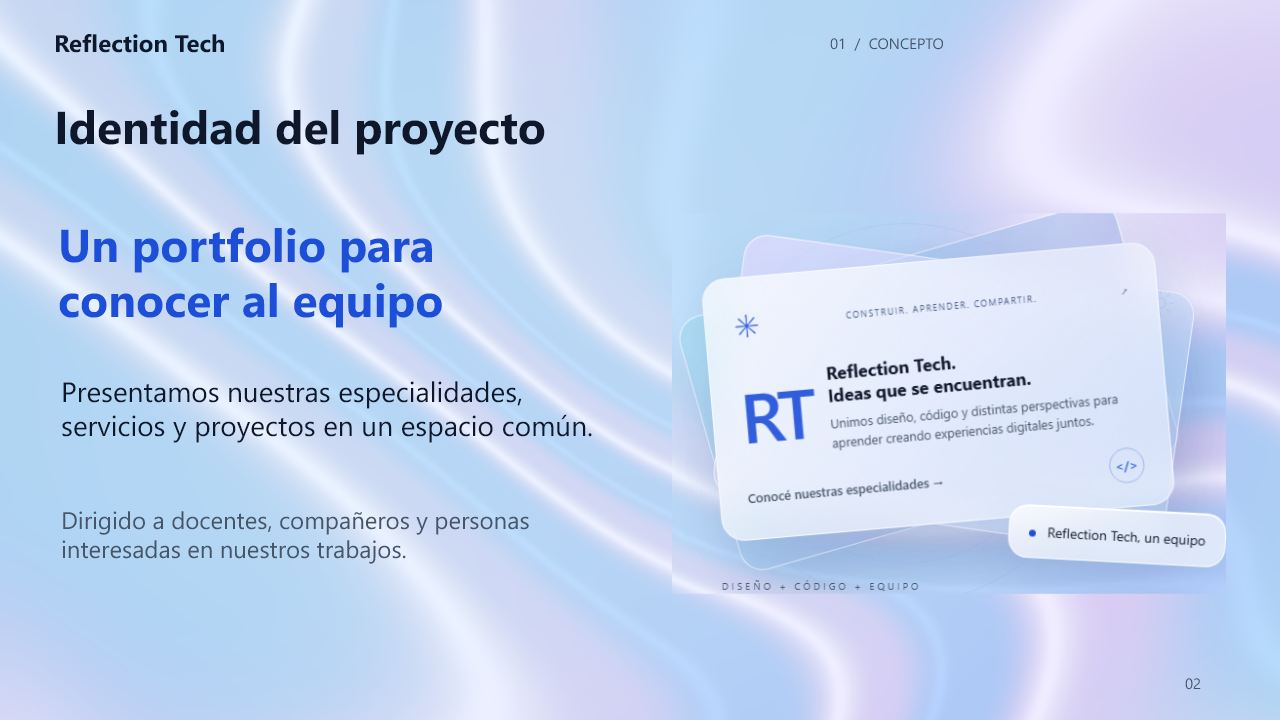 Reflection Tech
01 / CONCEPTO
Identidad del proyecto
Un portfolio para
conocer al equipo
Presentamos nuestras especialidades,
servicios y proyectos en un espacio común.
Dirigido a docentes, compañeros y personas
interesadas en nuestros trabajos.
CONSTRUIR. APRENDER. COMPARTIR.
RT
Reflection Tech.
Ideas que se encuentran.
Unimos diseño, código y distintas perspectivas para
aprender creando experiencias digitales juntos.
</>
Conocé nuestras especialidades →
Reflection Tech, un equipo
DISEÑO + CÓDIGO + EQUIPO
02